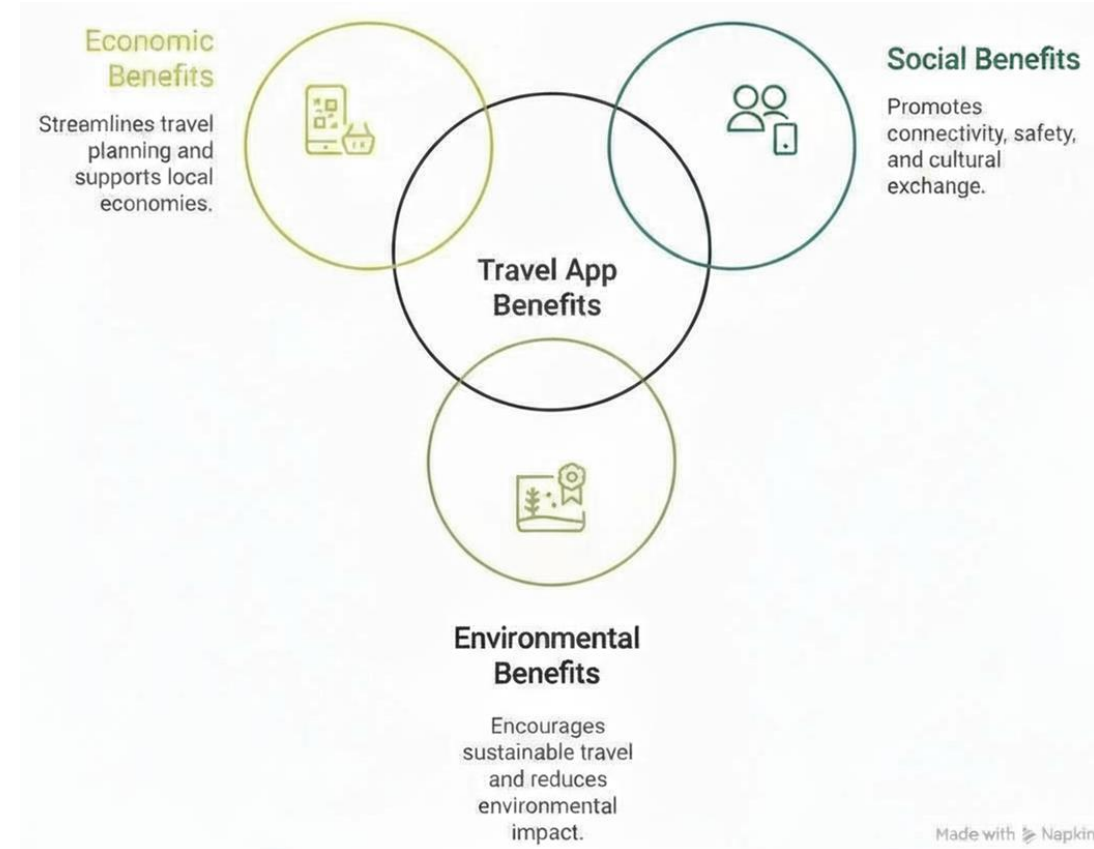 Economic
Benefits
Streamlines travel
planning and
supports local
economies.
Social Benefits
Promotes
connectivity, safety,
and cultural
exchange.
Travel App
Benefits
Environmental
Benefits
Encourages
sustainable travel
and reduces
environmental
impact.
Made with Napkin